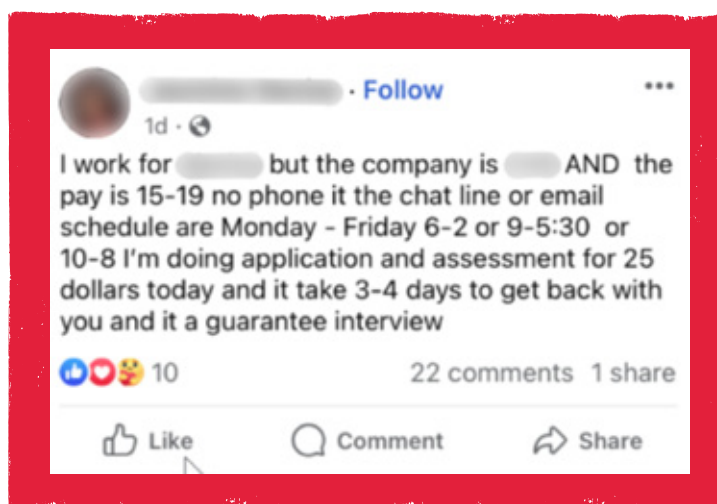 · Follow
1d ·
I work for but the company is AND the
pay is 15-19 no phone it the chat line or email
schedule are Monday - Friday 6-2 or 9-5:30 or
10-8 I'm doing application and assessment for 25
dollars today and it take 3-4 days to get back with
you and it a guarantee interview
10 22 comments 1 share
Like Comment Share